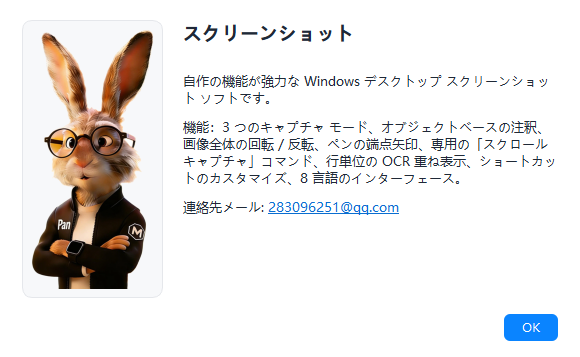 スクリーンショット
自作の機能が強力な Windows デスクトップ スクリーンショッ
ト ソフトです。
機能: 3 つのキャプチャ モード、オブジェクトベースの注釈、
画像全体の回転 / 反転、ペンの端点矢印、専用の「スクロール
キャプチャ」コマンド、行単位の OCR 重ね表示、ショートカッ
トのカスタマイズ、8 言語のインターフェース。
連絡先メール: 283096251@qq.com
Pan
M
OK